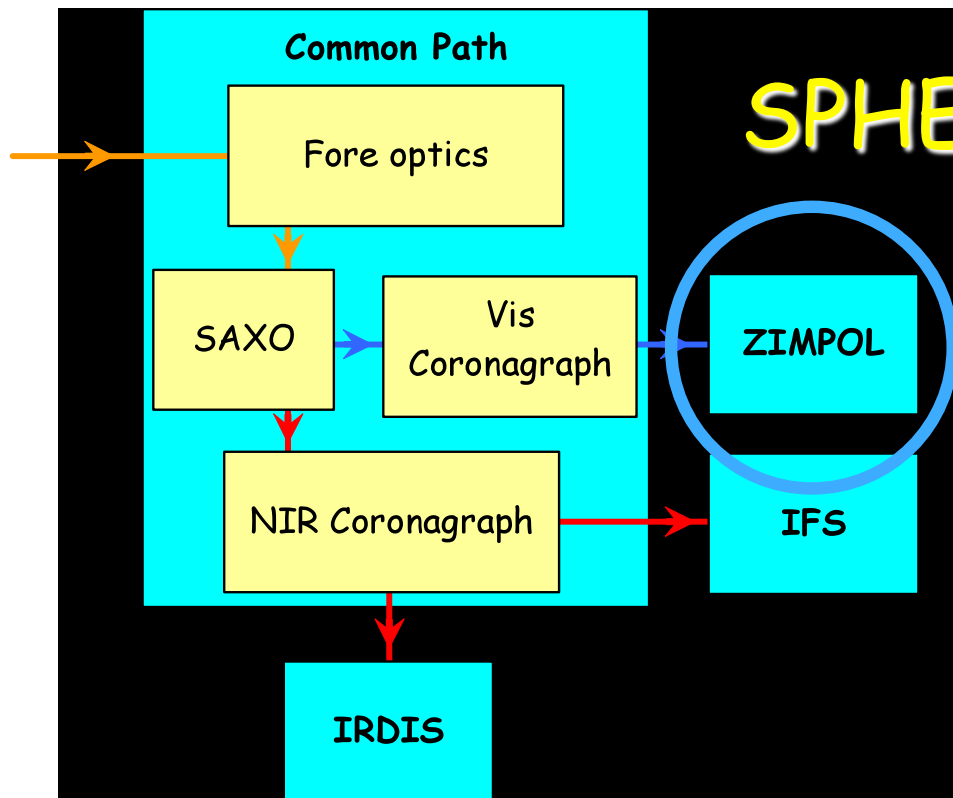 Common Path
SPHE
Fore optics
SAXO
Vis
Coronagraph
ZIMPOL
NIR Coronagraph
IFS
IRDIS